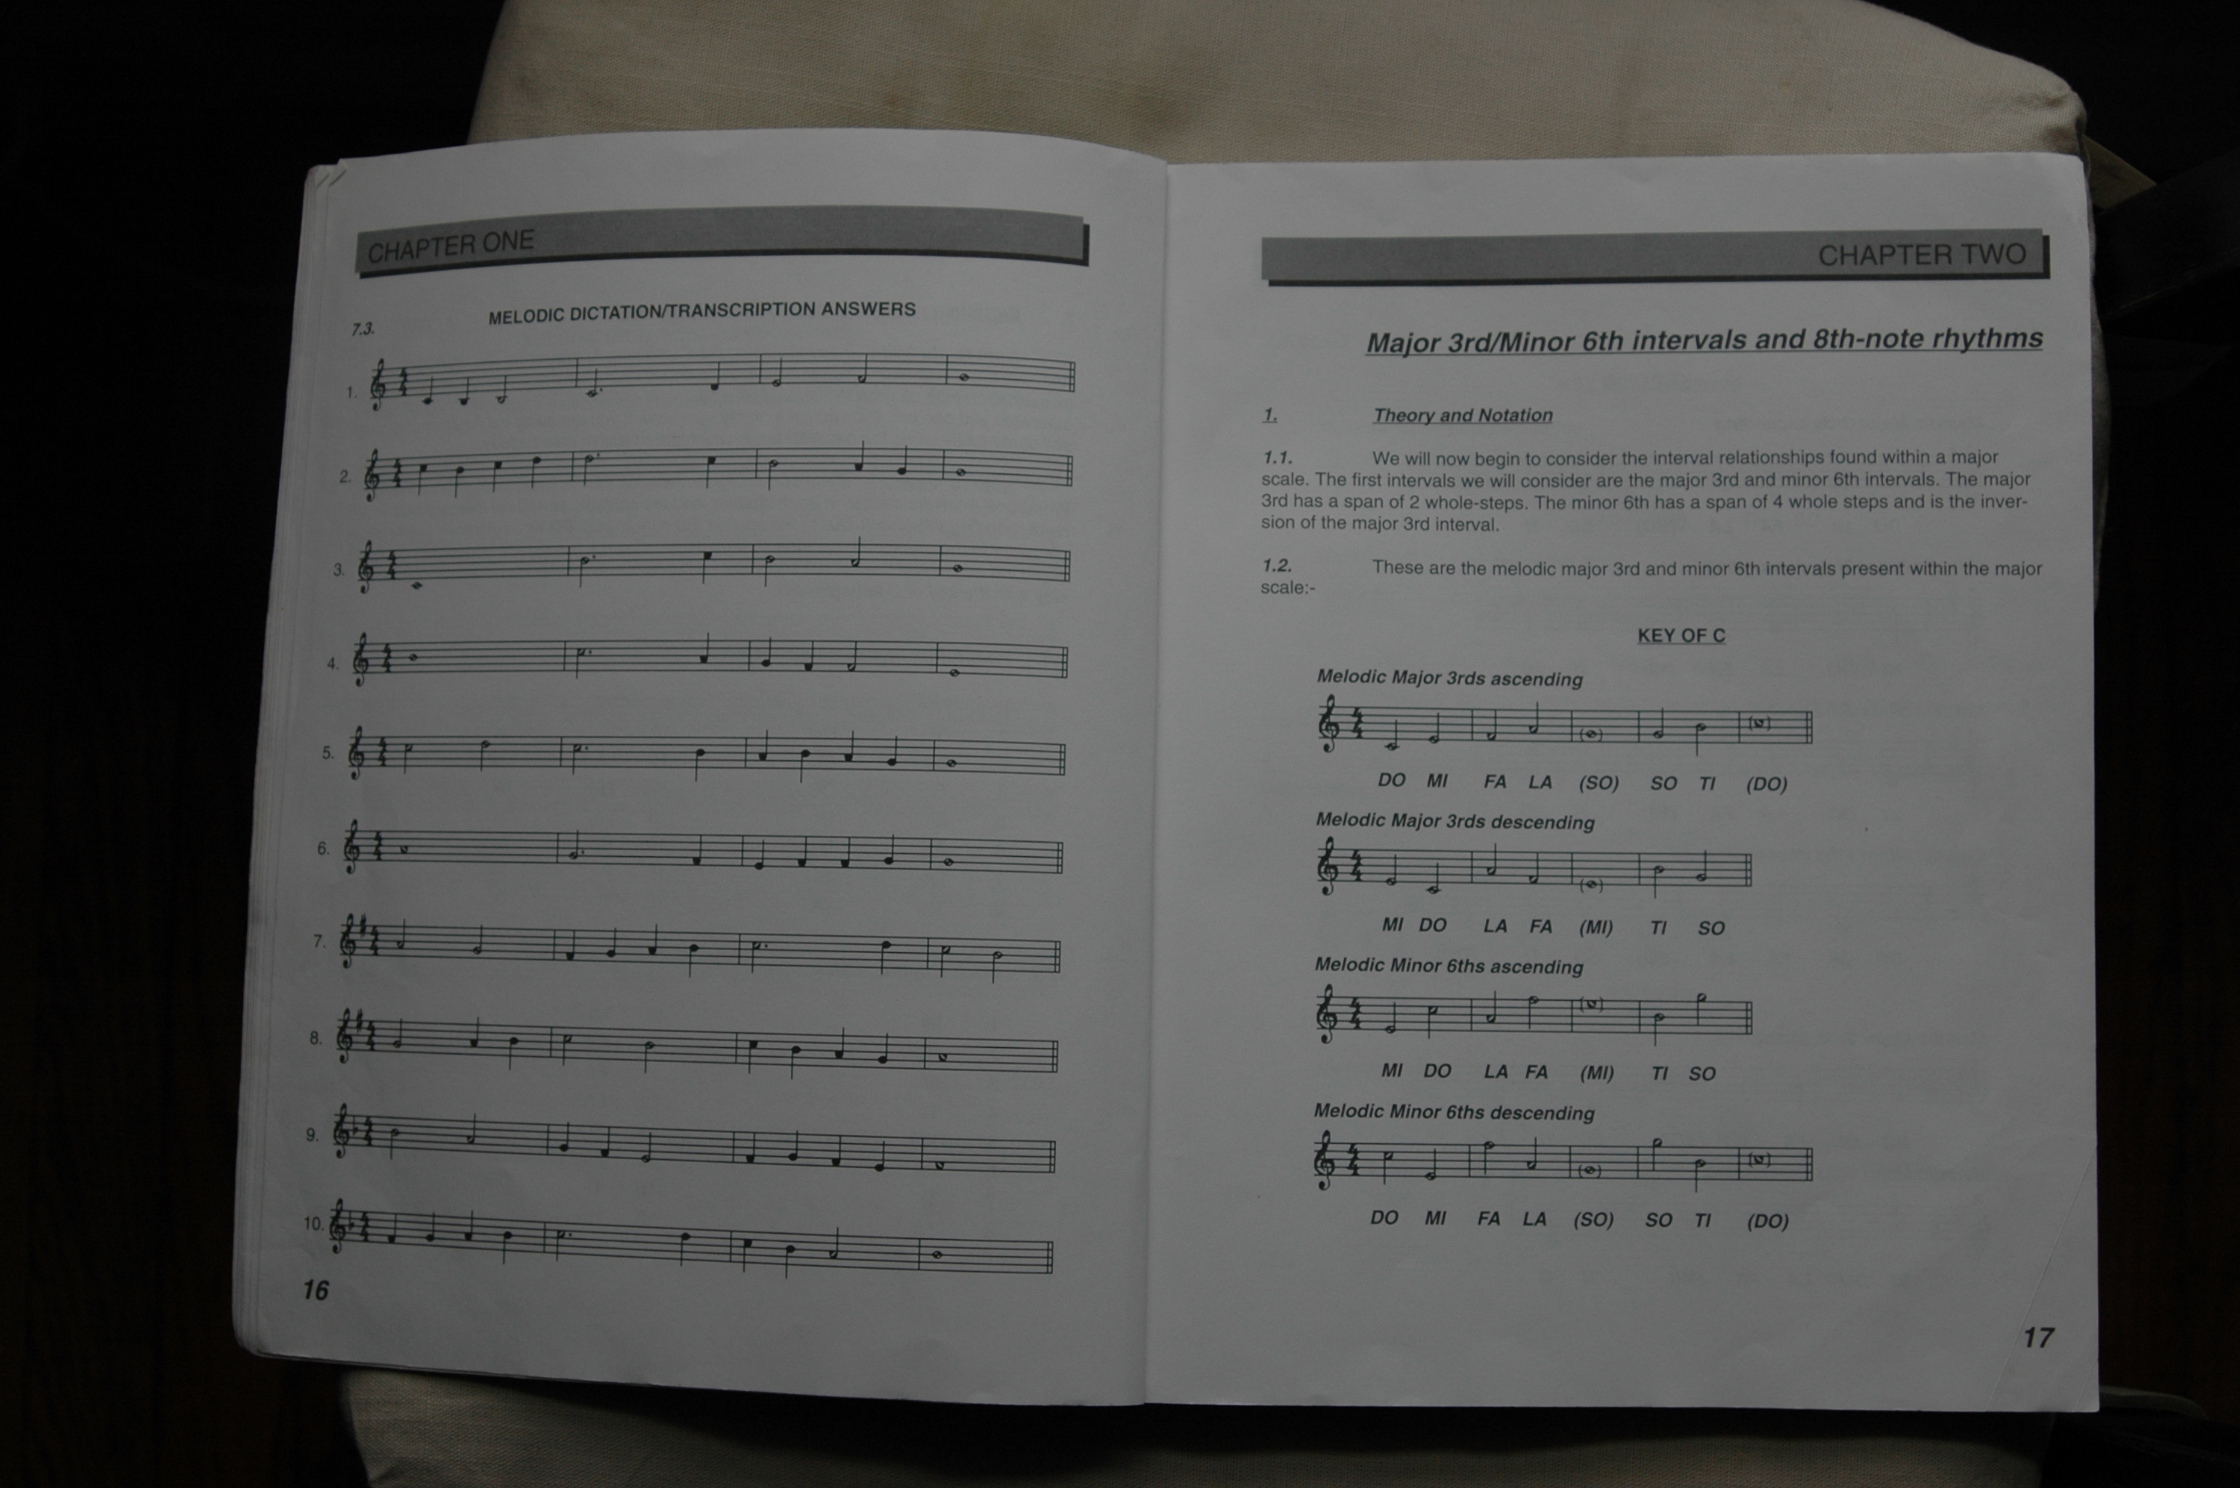 CHAPTER ONE
MELODIC DICTATION/TRANSCRIPTION ANSWERS
7.3.
1.
2.
3.
4.
5.
6.
7.
8.
9.
10.
16
CHAPTER TWO
Major 3rd/Minor 6th intervals and 8th-note rhythms
1. Theory and Notation
1.1. We will now begin to consider the interval relationships found within a major
scale. The first intervals we will consider are the major 3rd and minor 6th intervals. The major
3rd has a span of 2 whole-steps. The minor 6th has a span of 4 whole steps and is the inver-
sion of the major 3rd interval.
1.2. These are the melodic major 3rd and minor 6th intervals present within the major
scale:-
KEY OF C
Melodic Major 3rds ascending
DO MI FA LA (SO) SO TI (DO)
Melodic Major 3rds descending
MI DO LA FA (MI) TI SO
Melodic Minor 6ths ascending
MI DO LA FA (MI) TI SO
Melodic Minor 6ths descending
DO MI FA LA (SO) SO TI (DO)
17